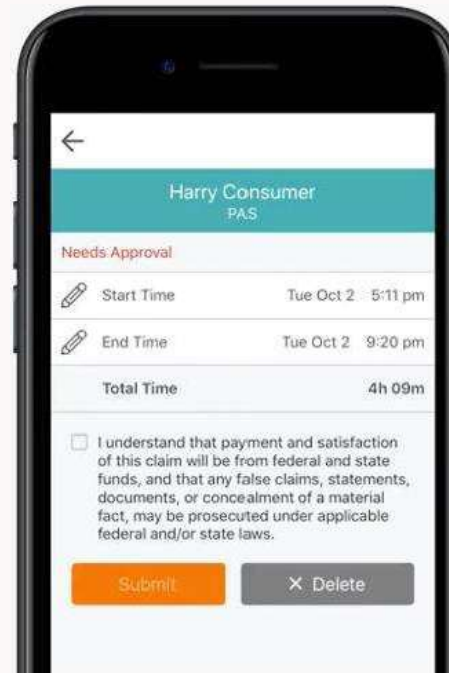 Harry Consumer
PAS
Needs Approval
Start Time Tue Oct 2 5:11 pm
End Time Tue Oct 2 9:20 pm
Total Time 4h 09m
I understand that payment and satisfaction
of this claim will be from federal and state
funds, and that any false claims, statements,
documents, or concealment of a material
fact, may be prosecuted under applicable
federal and/or state laws.
Submit × Delete